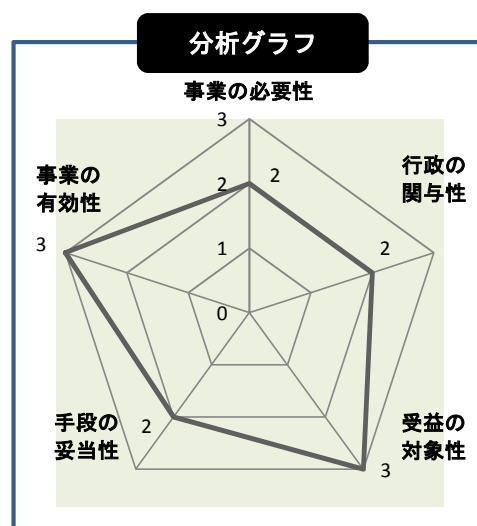 分析グラフ
事業の必要性
3
2
2
1
0
行政の
関与性
2
事業の
有効性
3
手段の
妥当性
2
受益の
対象性
3